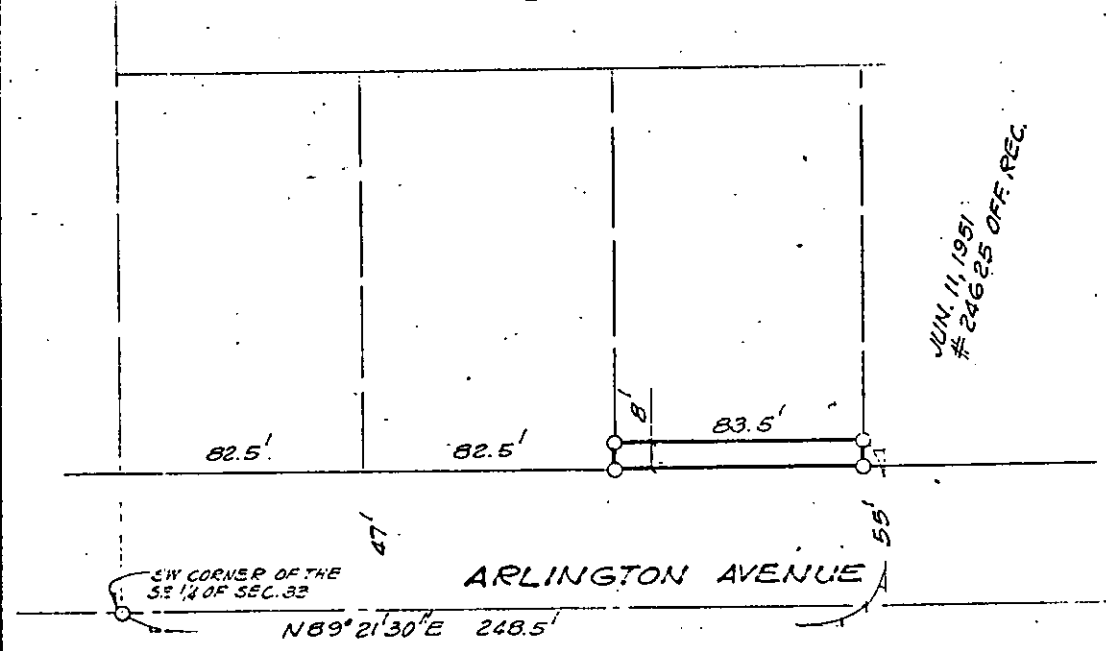 JUN. 11, 1951
# 24625 OFF. REC.
8'
83.5'
82.5'
82.5'
47'
55'
SW CORNER OF THE
SE 1/4 OF SEC. 33
ARLINGTON AVENUE
N89°21'30"E 248.5'